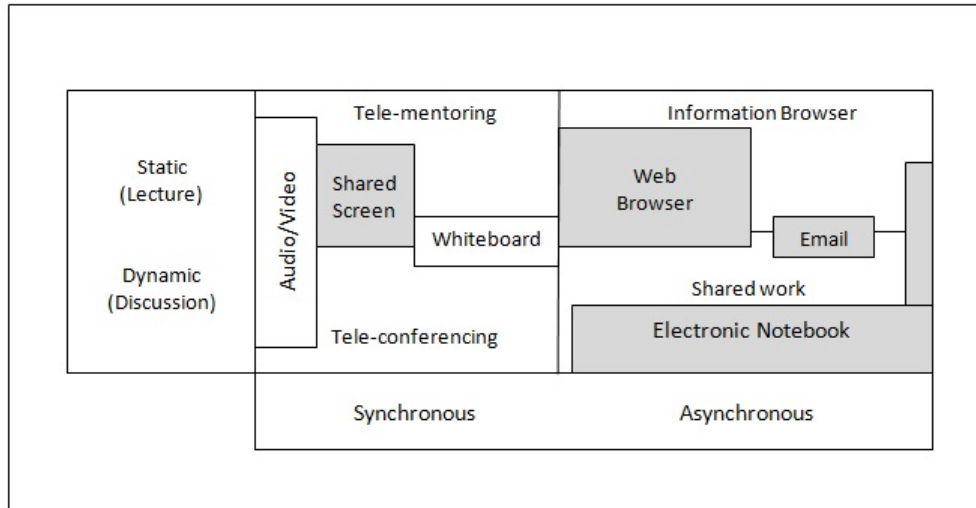 Tele-mentoring
Information Browser
Static
(Lecture)
Audio/Video
Shared
Screen
Web
Browser
Whiteboard
Email
Dynamic
(Discussion)
Shared work
Tele-conferencing
Electronic Notebook
Synchronous
Asynchronous